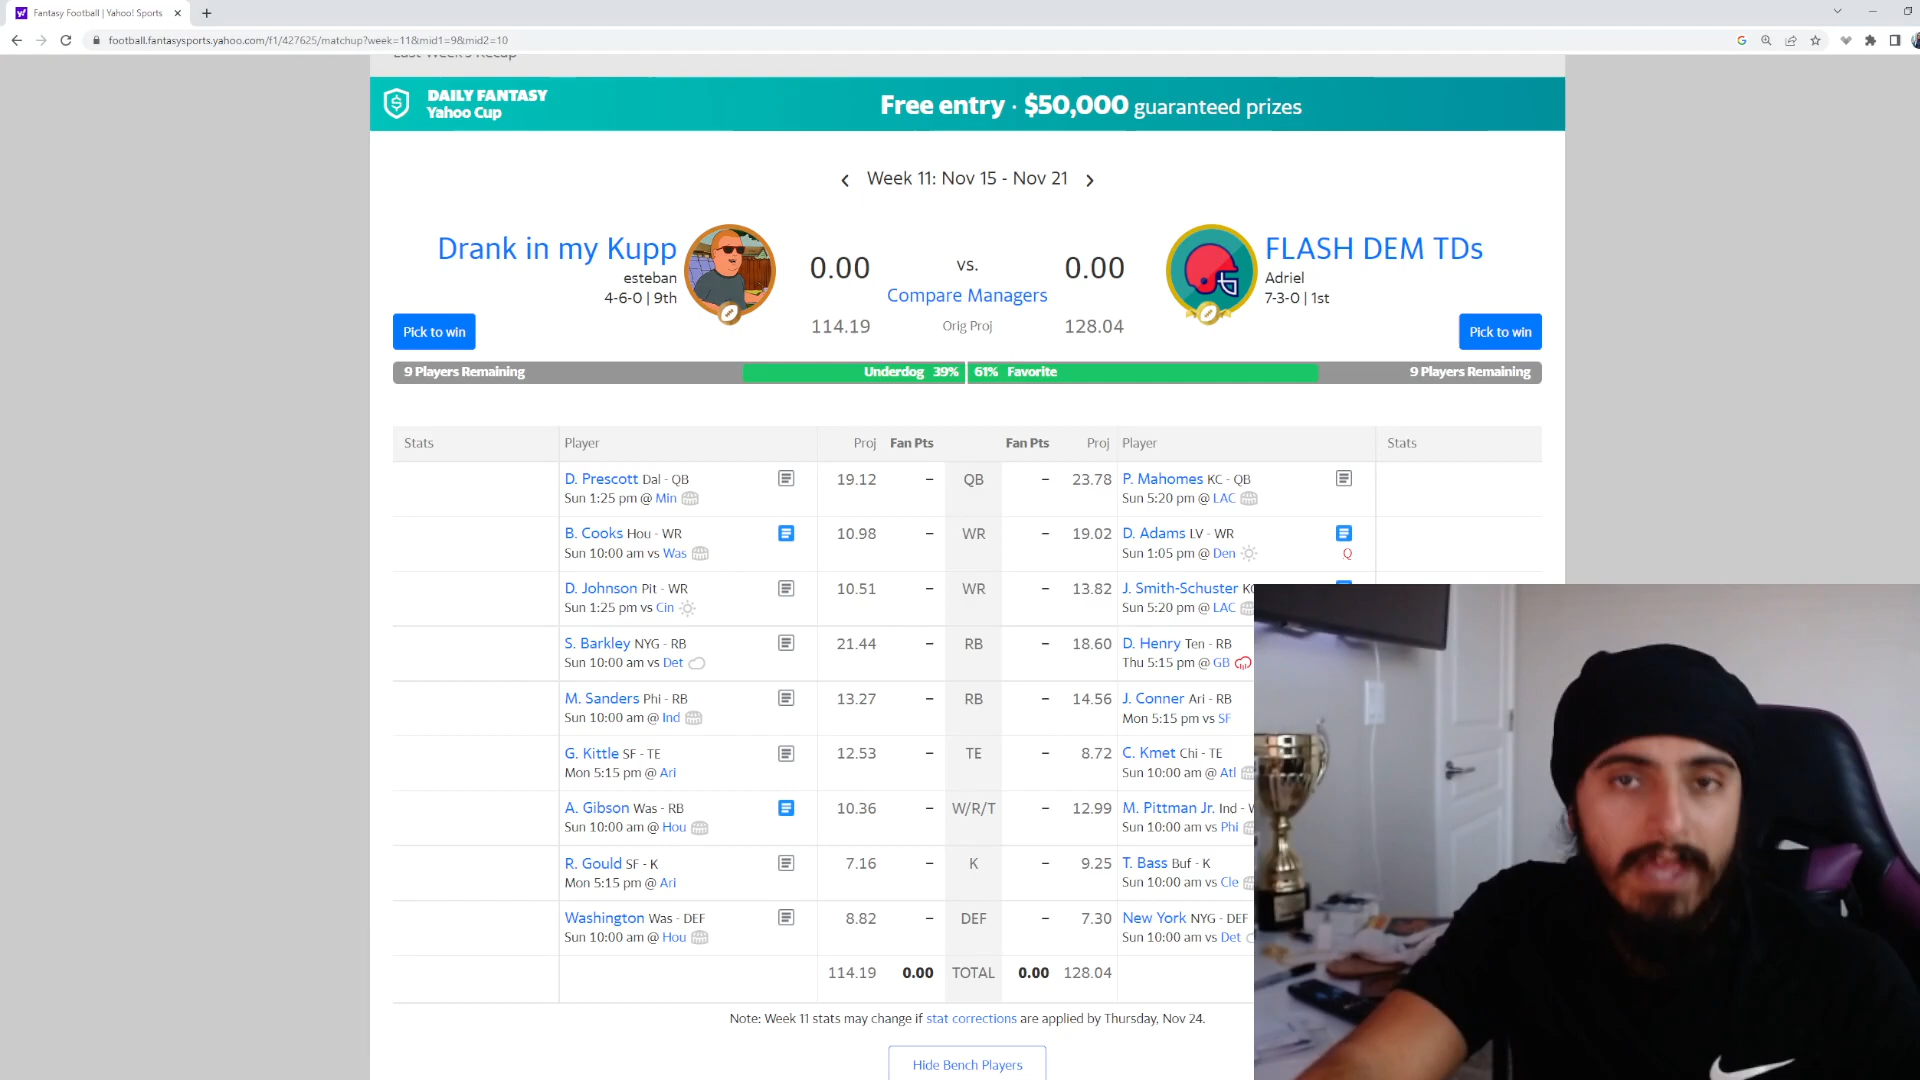 Fantasy Football | Yahoo! Sports
football.fantasysports.yahoo.com/f1/427625/matchup?week=11&mid1=9&mid2=10
Last Week's Recap
DAILY FANTASY
Yahoo Cup
Free entry · $50,000 guaranteed prizes
Week 11: Nov 15 - Nov 21
Drank in my Kupp
esteban
4-6-0 | 9th
0.00 vs. 0.00
Compare Managers
114.19 Orig Proj 128.04
FLASH DEM TDs
Adriel
7-3-0 | 1st
Pick to win
Pick to win
9 Players Remaining Underdog 39% 61% Favorite 9 Players Remaining
Stats Player Proj Fan Pts Fan Pts Proj Player Stats
D. Prescott Dal - QB 19.12 – QB – 23.78 P. Mahomes KC - QB
Sun 1:25 pm @ Min Sun 5:20 pm @ LAC
B. Cooks Hou - WR 10.98 – WR – 19.02 D. Adams LV - WR
Sun 10:00 am vs Was Sun 1:05 pm @ Den Q
D. Johnson Pit - WR 10.51 – WR – 13.82 J. Smith-Schuster
Sun 1:25 pm vs Cin Sun 5:20 pm @ LAC
S. Barkley NYG - RB 21.44 – RB – 18.60 D. Henry Ten - RB
Sun 10:00 am vs Det Thu 5:15 pm @ GB
M. Sanders Phi - RB 13.27 – RB – 14.56 J. Conner Ari - RB
Sun 10:00 am @ Ind Mon 5:15 pm vs SF
G. Kittle SF - TE 12.53 – TE – 8.72 C. Kmet Chi - TE
Mon 5:15 pm @ Ari Sun 10:00 am @ Atl
A. Gibson Was - RB 10.36 – W/R/T – 12.99 M. Pittman Jr. Ind -
Sun 10:00 am @ Hou Sun 10:00 am vs Phi
R. Gould SF - K 7.16 – K – 9.25 T. Bass Buf - K
Mon 5:15 pm @ Ari Sun 10:00 am vs Cle
Washington Was - DEF 8.82 – DEF – 7.30 New York NYG - DEF
Sun 10:00 am @ Hou Sun 10:00 am vs Det
114.19 0.00 TOTAL 0.00 128.04
Note: Week 11 stats may change if stat corrections are applied by Thursday, Nov 24.
Hide Bench Players